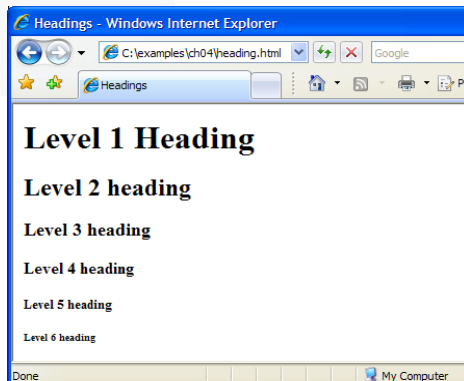 Headings - Windows Internet Explorer
C:\examples\ch04\heading.html
Google
Headings
P
Level 1 Heading
Level 2 heading
Level 3 heading
Level 4 heading
Level 5 heading
Level 6 heading
Done
My Computer